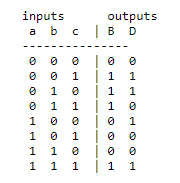 inputs outputs
a b c | B D
---------------
0 0 0 | 0 0
0 0 1 | 1 1
0 1 0 | 1 1
0 1 1 | 1 0
1 0 0 | 0 1
1 0 1 | 0 0
1 1 0 | 0 0
1 1 1 | 1 1